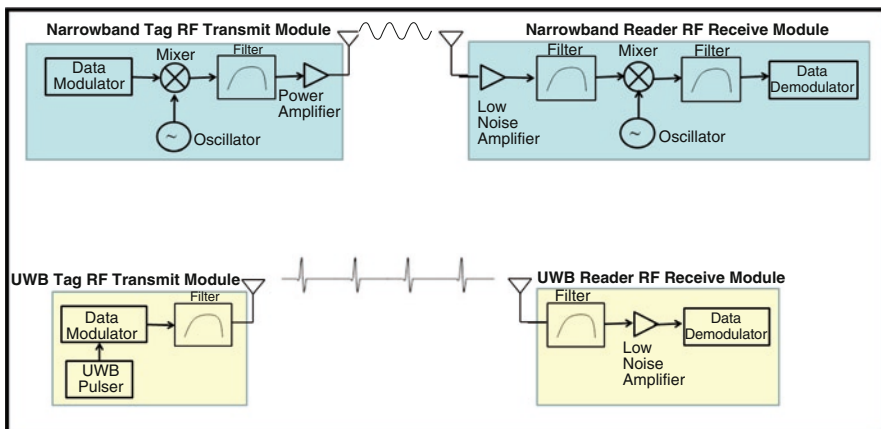 Narrowband Tag RF Transmit Module
Data
Modulator
Mixer
Filter
Power
Amplifier
~
Oscillator
Narrowband Reader RF Receive Module
Low
Noise
Amplifier
Filter
Mixer
~
Oscillator
Filter
Data
Demodulator
UWB Tag RF Transmit Module
Data
Modulator
UWB
Pulser
Filter
UWB Reader RF Receive Module
Filter
Low
Noise
Amplifier
Data
Demodulator